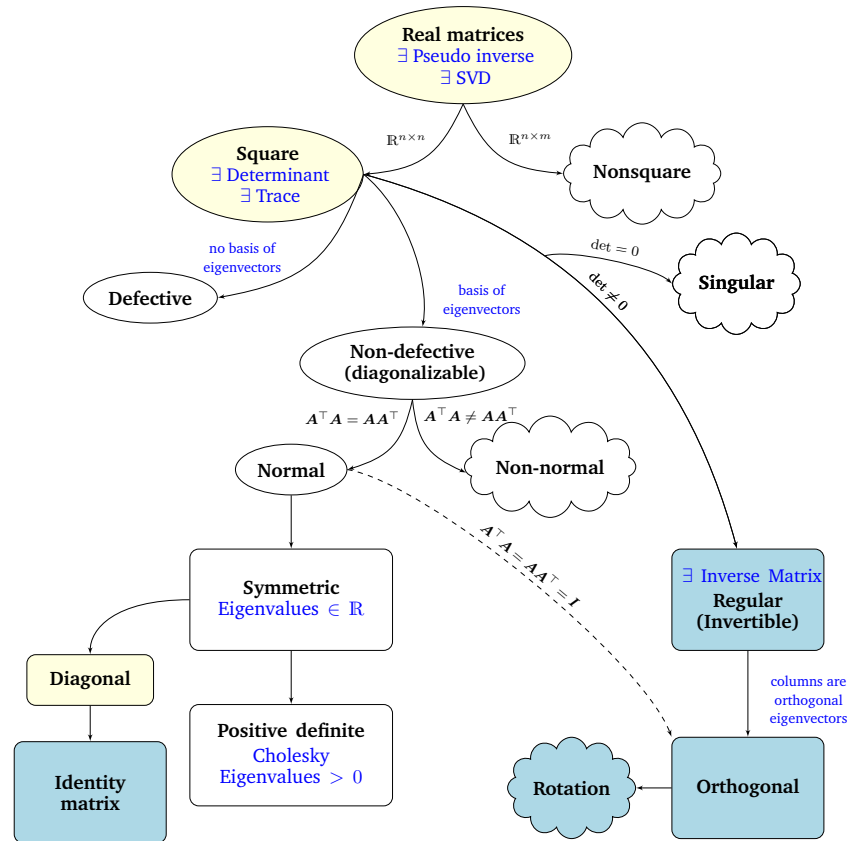 Real matrices
∃ Pseudo inverse
∃ SVD
ℝⁿˣⁿ
ℝⁿˣᵐ
Square
∃ Determinant
∃ Trace
Nonsquare
no basis of
eigenvectors
Defective
basis of
eigenvectors
det = 0
det ≠ 0
Singular
Non-defective
(diagonalizable)
A⊤A = AA⊤
A⊤A ≠ AA⊤
Normal
Non-normal
A⊤A = AA⊤ = I
Symmetric
Eigenvalues ∈ ℝ
∃ Inverse Matrix
Regular
(Invertible)
Diagonal
columns are
orthogonal
eigenvectors
Positive definite
Cholesky
Eigenvalues > 0
Identity
matrix
Rotation
Orthogonal